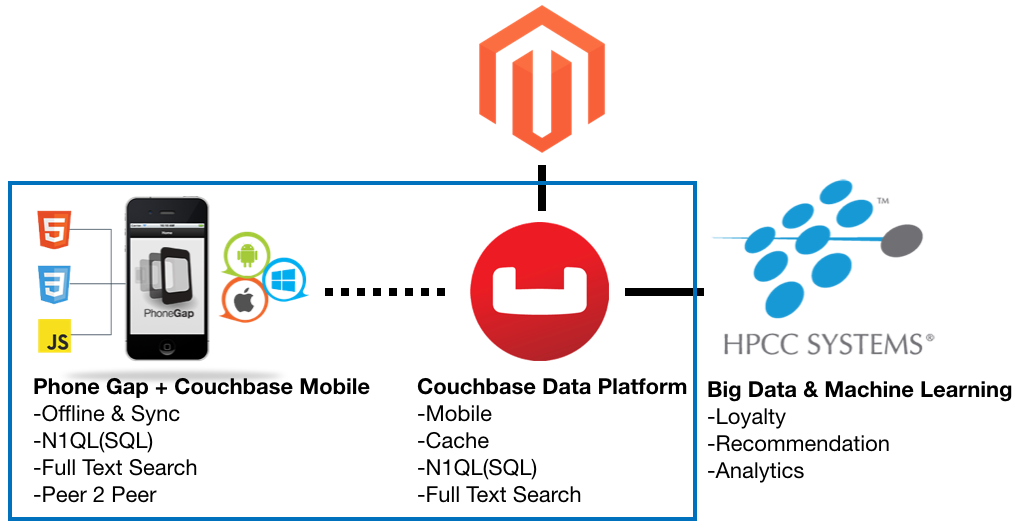 5
3
JS
PhoneGap
TM
HPCC SYSTEMS®
Phone Gap + Couchbase Mobile
-Offline & Sync
-N1QL(SQL)
-Full Text Search
-Peer 2 Peer
Couchbase Data Platform
-Mobile
-Cache
-N1QL(SQL)
-Full Text Search
Big Data & Machine Learning
-Loyalty
-Recommendation
-Analytics